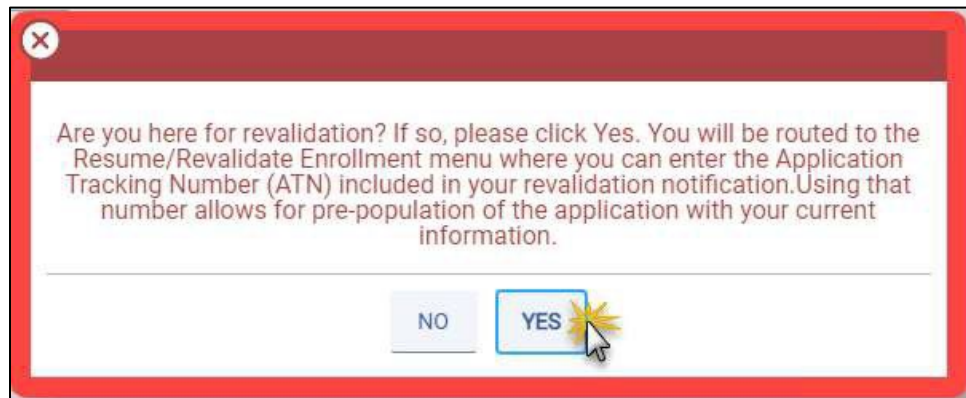 Are you here for revalidation? If so, please click Yes. You will be routed to the
Resume/Revalidate Enrollment menu where you can enter the Application
Tracking Number (ATN) included in your revalidation notification.Using that
number allows for pre-population of the application with your current
information.
NO YES